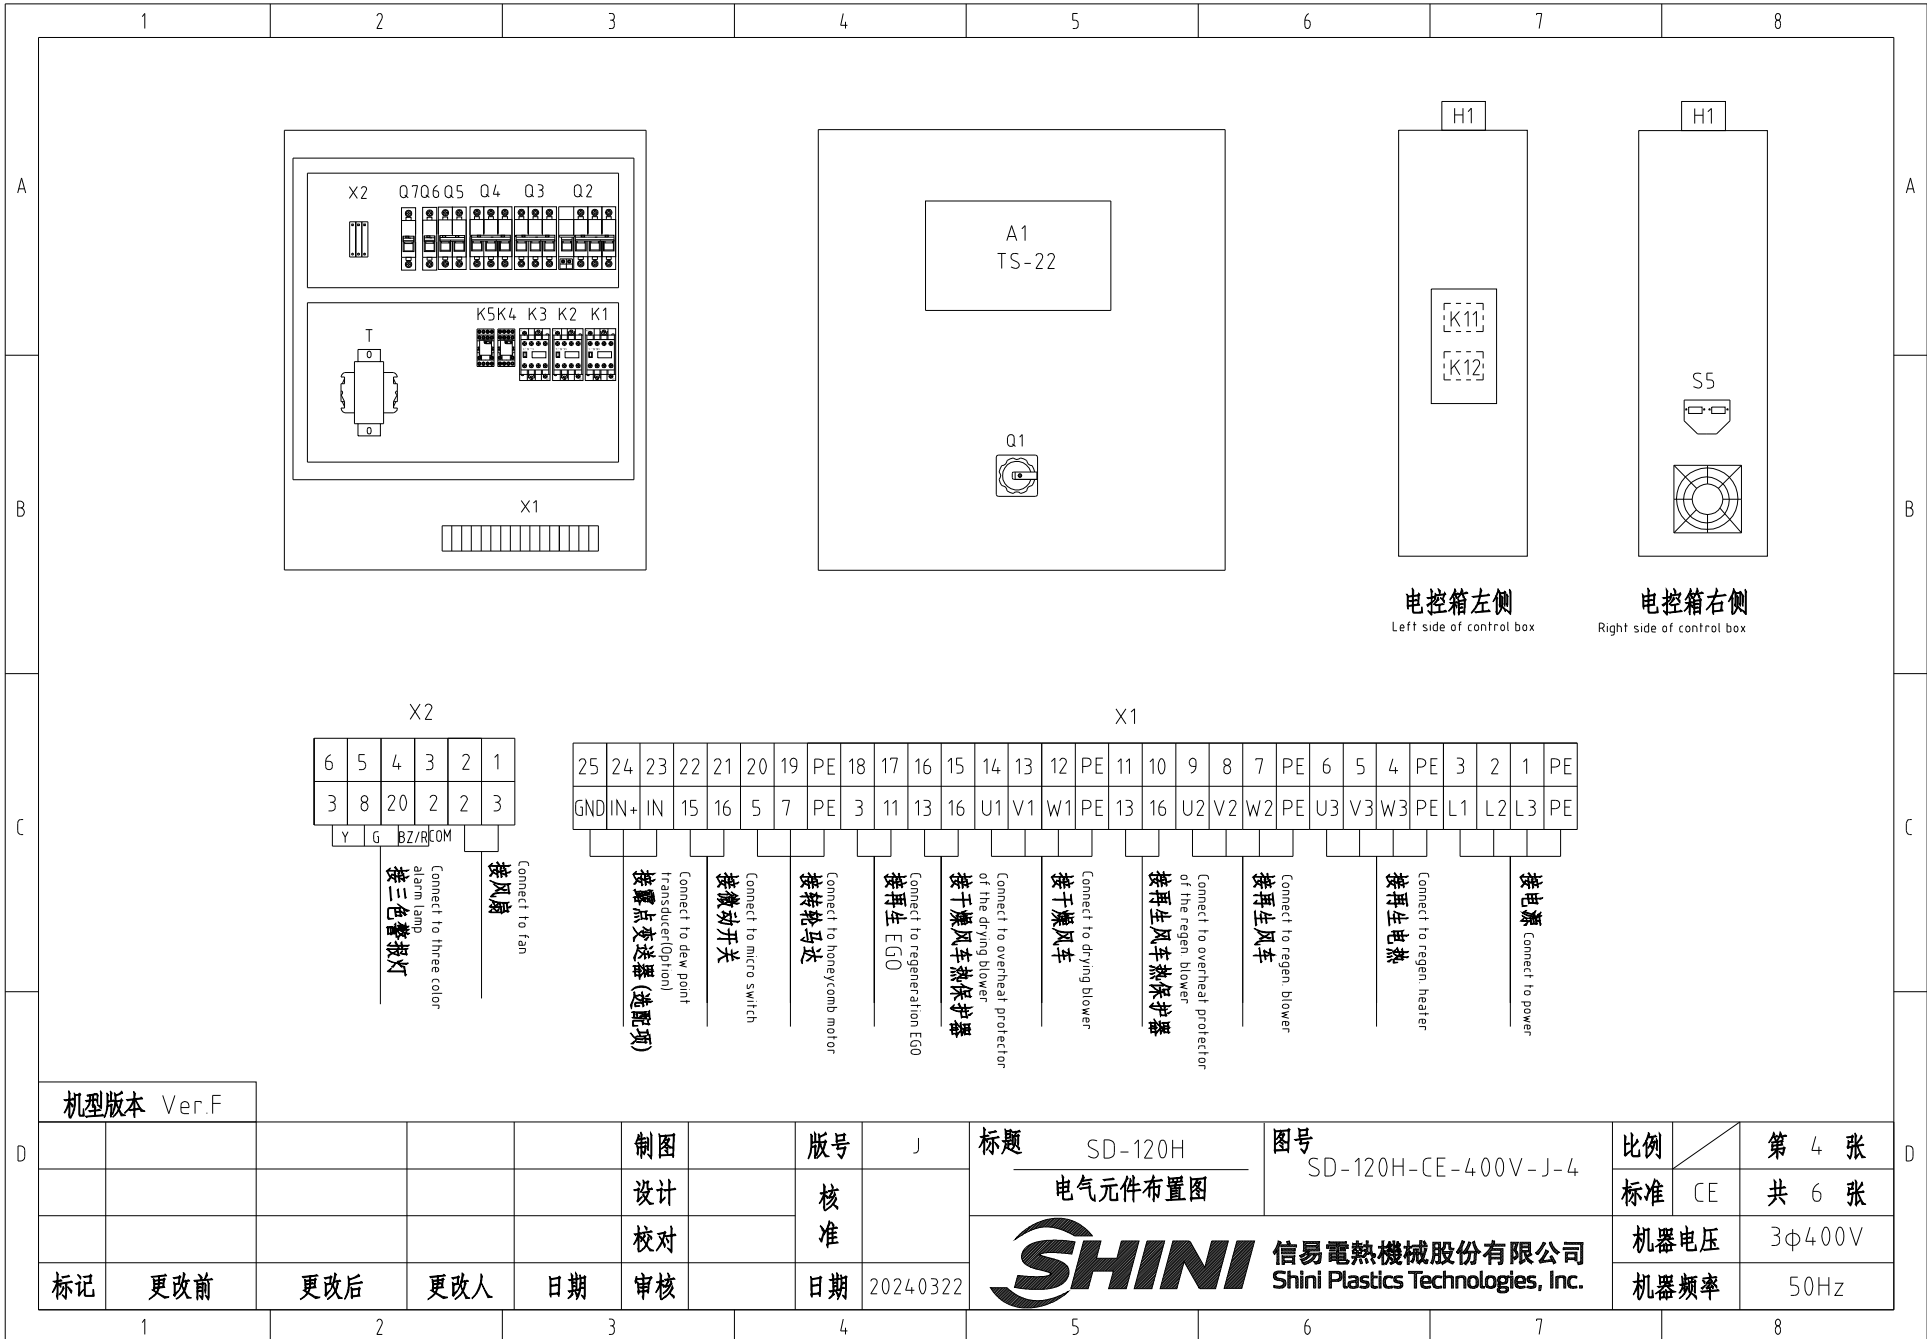 1 2 3 4 5 6 7 8
A A
B B
C C
D D
X2 Q7 Q6 Q5 Q4 Q3 Q2
K5 K4 K3 K2 K1
T
0
0
X1
A1
TS-22
Q1
H1
K11
K12
电控箱左侧
Left side of control box
H1
S5
电控箱右侧
Right side of control box
X2
6 5 4 3 2 1
3 8 20 2 2 3
Y G BZ/R COM
接三色警报灯
Connect to three color
alarm lamp
接风扇
Connect to fan
X1
25 24 23 22 21 20 19 PE 18 17 16 15 14 13 12 PE 11 10 9 8 7 PE 6 5 4 PE 3 2 1 PE
GND IN+ IN 15 16 5 7 PE 3 11 13 16 U1 V1 W1 PE 13 16 U2 V2 W2 PE U3 V3 W3 PE L1 L2 L3 PE
接露点变送器(选配项)
Connect to dew point
transducer(Option)
接微动开关
Connect to micro switch
接转轮马达
Connect to honeycomb motor
接再生 EGO
Connect to regeneration EGO
接干燥风车热保护器
Connect to overheat protector
of the drying blower
接干燥风车
Connect to drying blower
接再生风车热保护器
Connect to overheat protector
of the regen. blower
接再生风车
Connect to regen. blower
接再生电热
Connect to regen. heater
接电源 Connect to power
机型版本 Ver.F
制图 版号 J
设计 核准
校对
标记 更改前 更改后 更改人 日期 审核 日期 20240322
标题 SD-120H
电气元件布置图
图号 SD-120H-CE-400V-J-4
比例 第 4 张
标准 CE 共 6 张
机器电压 3ф400V
机器频率 50Hz
SHINI 信易電熱機械股份有限公司
Shini Plastics Technologies, Inc.
1 2 3 4 5 6 7 8